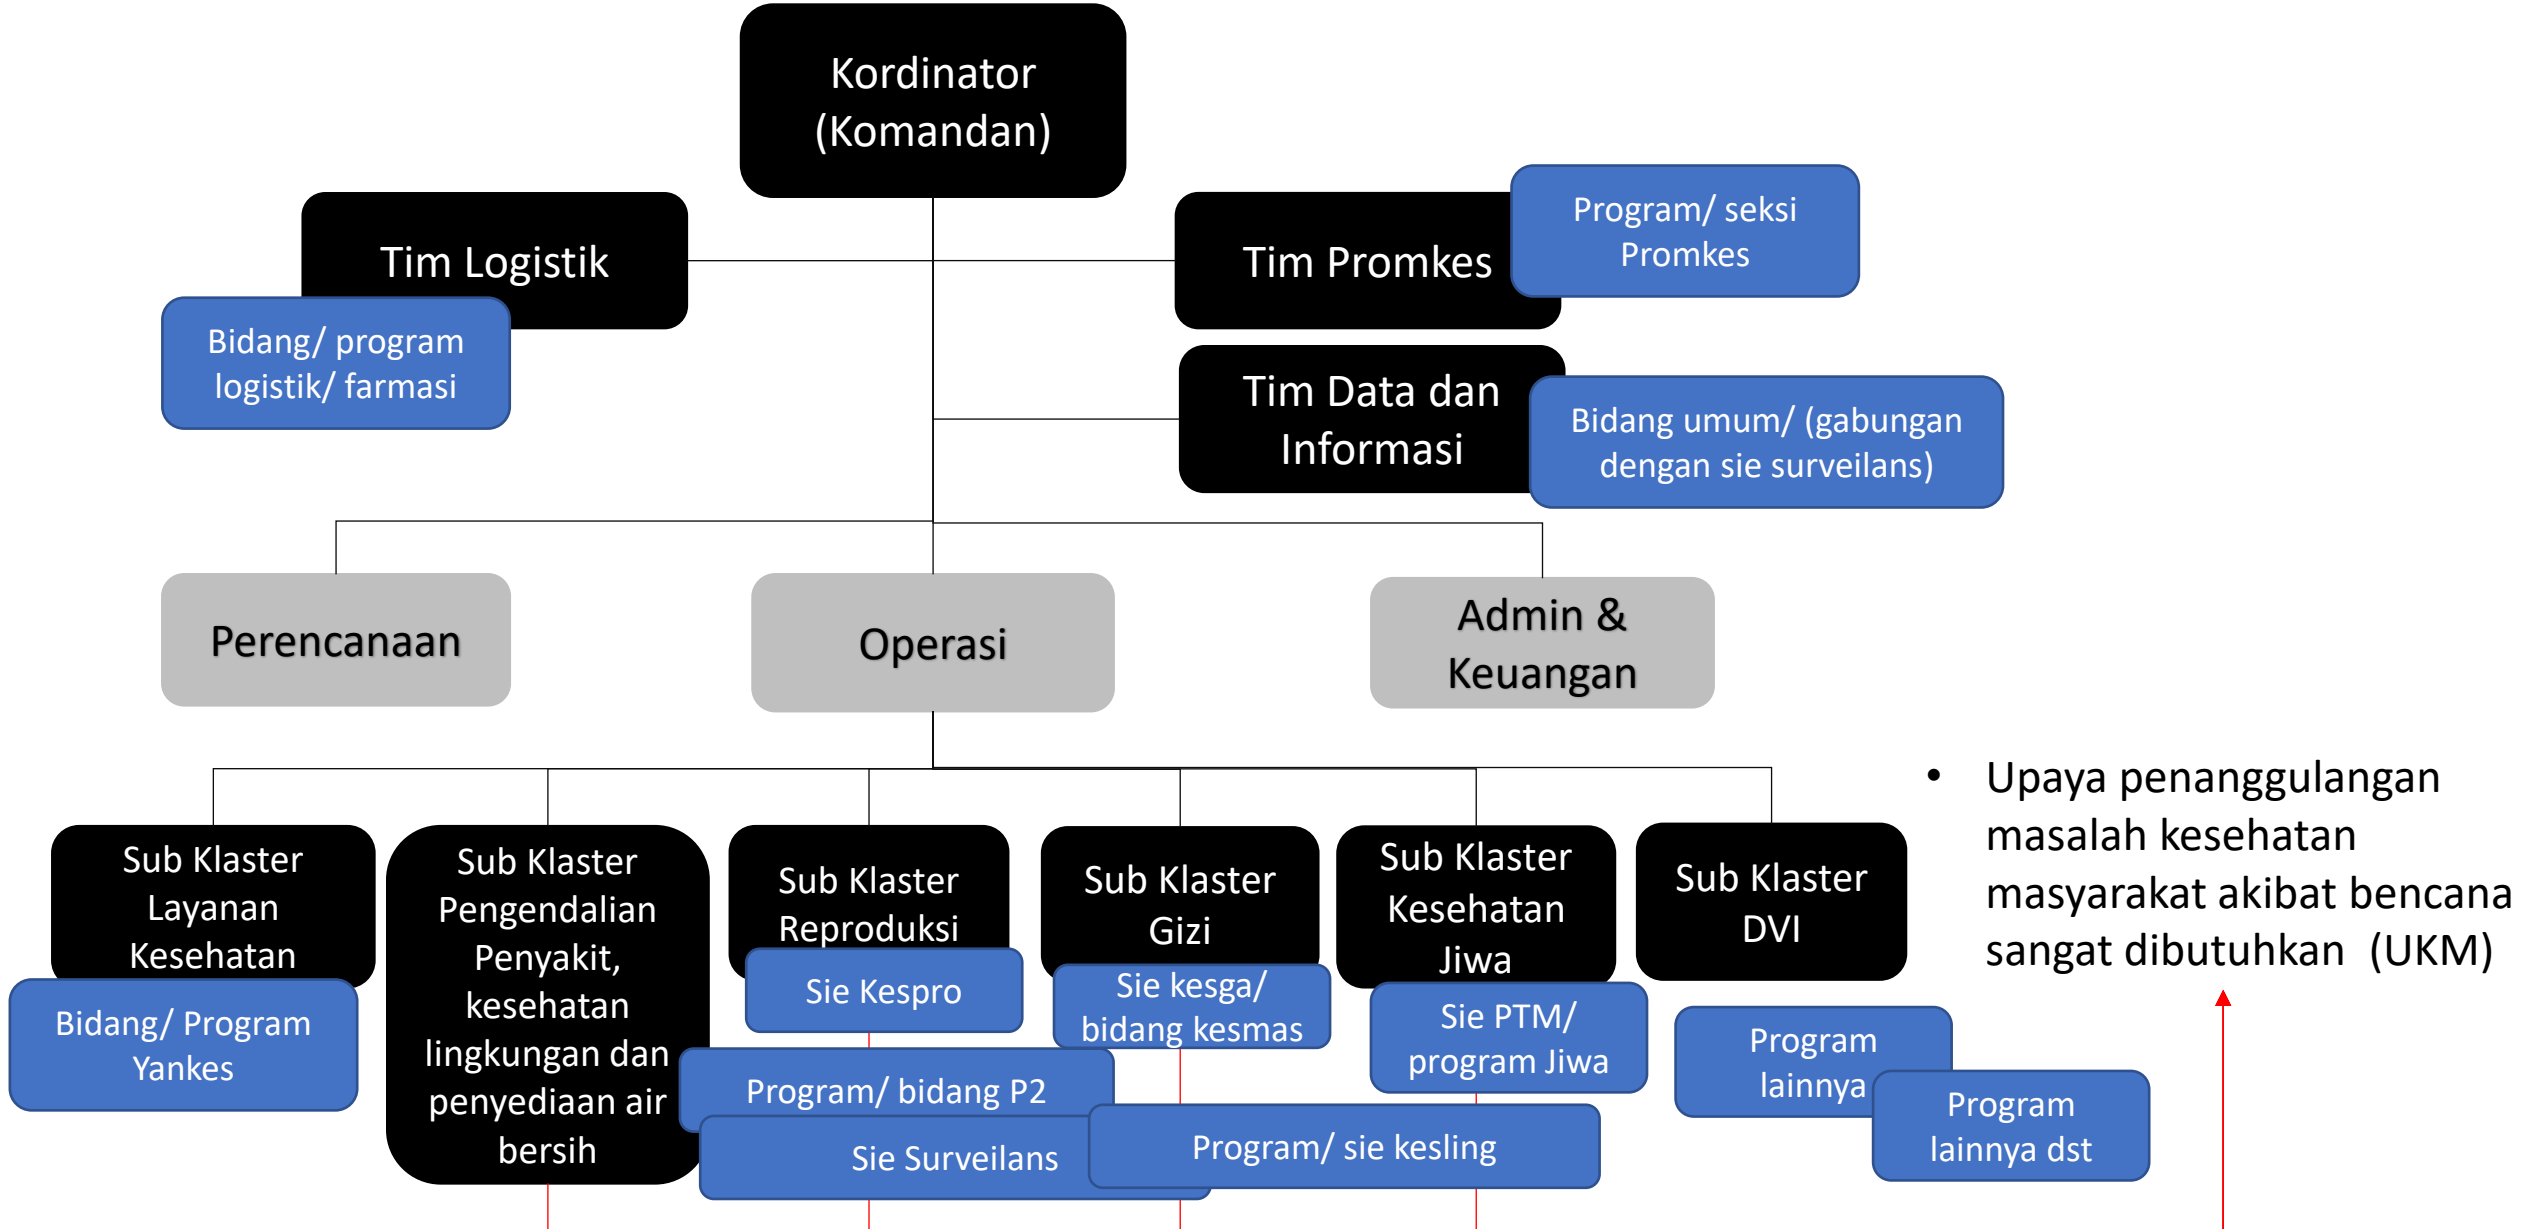 Kordinator
(Komandan)
Tim Logistik
Bidang/ program
logistik/ farmasi
Tim Promkes
Program/ seksi
Promkes
Tim Data dan
Informasi
Bidang umum/ (gabungan
dengan sie surveilans)
Perencanaan
Operasi
Admin &
Keuangan
Sub Klaster
Layanan
Kesehatan
Bidang/ Program
Yankes
Sub Klaster
Pengendalian
Penyakit,
kesehatan
lingkungan dan
penyediaan air
bersih
Sub Klaster
Reproduksi
Sie Kespro
Program/ bidang P2
Sie Surveilans
Sub Klaster
Gizi
Sie kesga/
bidang kesmas
Program/ sie kesling
Sub Klaster
Kesehatan
Jiwa
Sie PTM/
program Jiwa
Sub Klaster
DVI
Program
lainnya
Program
lainnya dst
• Upaya penanggulangan
masalah kesehatan
masyarakat akibat bencana
sangat dibutuhkan (UKM)